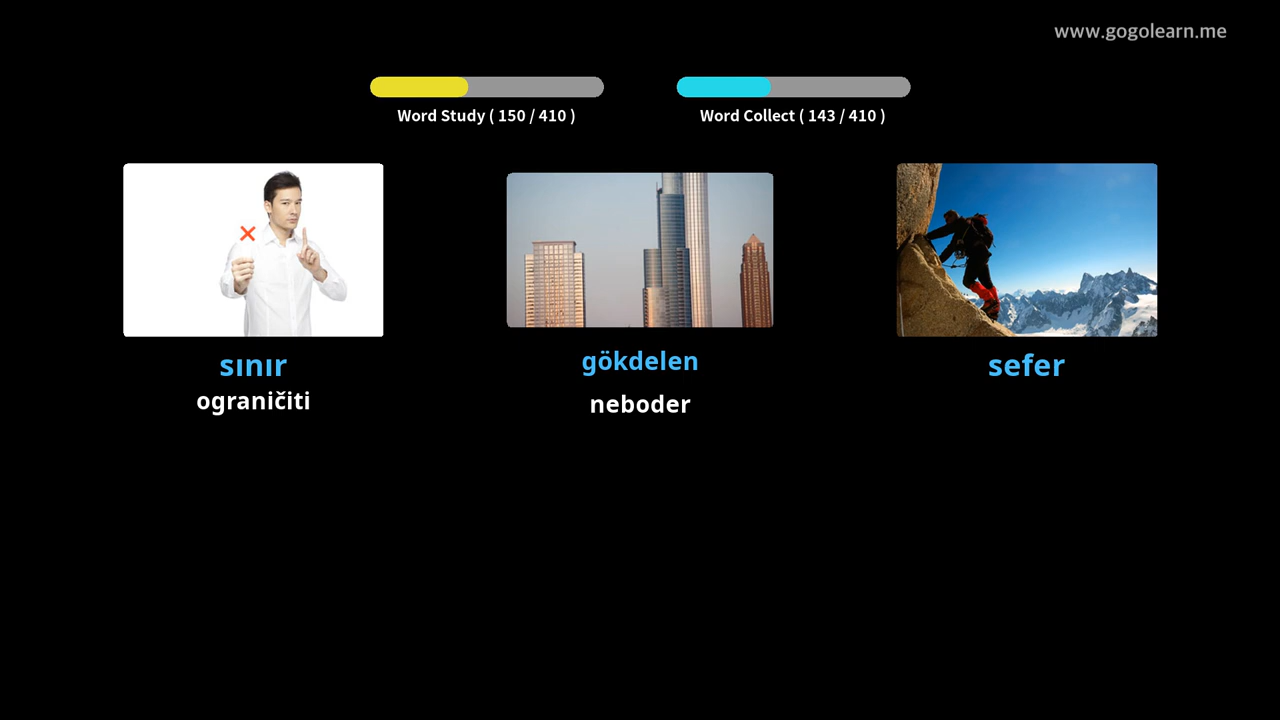 www.gogolearn.me
Word Study ( 150 / 410 )
Word Collect ( 143 / 410 )
sınır
ograničiti
gökdelen
neboder
sefer